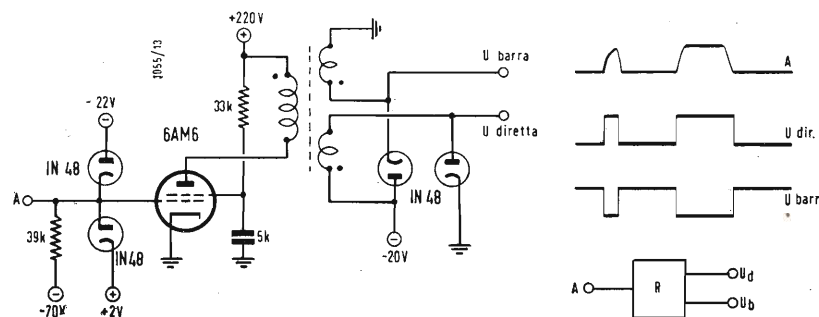 +220V
1055/13
U barra
A
33k
- 22V
U diretta
6AM6
IN 48
U dir.
A
IN 48
5k
39k
IN48
U barr
-20V
-70V
+2V
A
R
Ud
Ub